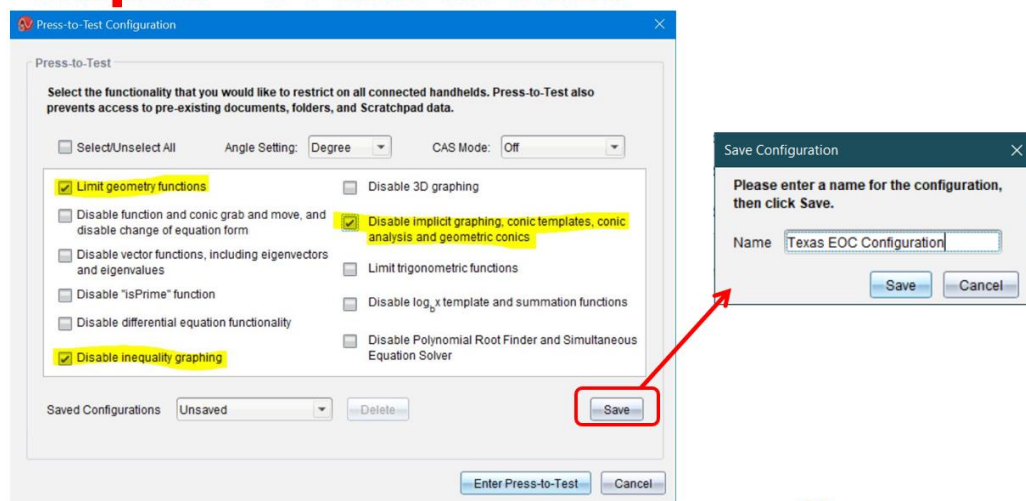 Press-to-Test Configuration
Press-to-Test
Select the functionality that you would like to restrict on all connected handhelds. Press-to-Test also
prevents access to pre-existing documents, folders, and Scratchpad data.
Select/Unselect All Angle Setting: Degree CAS Mode: Off
Limit geometry functions
Disable function and conic grab and move, and
disable change of equation form
Disable vector functions, including eigenvectors
and eigenvalues
Disable "isPrime" function
Disable differential equation functionality
Disable inequality graphing
Disable 3D graphing
Disable implicit graphing, conic templates, conic
analysis and geometric conics
Limit trigonometric functions
Disable log_b x template and summation functions
Disable Polynomial Root Finder and Simultaneous
Equation Solver
Saved Configurations Unsaved Delete Save
Enter Press-to-Test Cancel
Save Configuration
Please enter a name for the configuration,
then click Save.
Name Texas EOC Configuration
Save Cancel